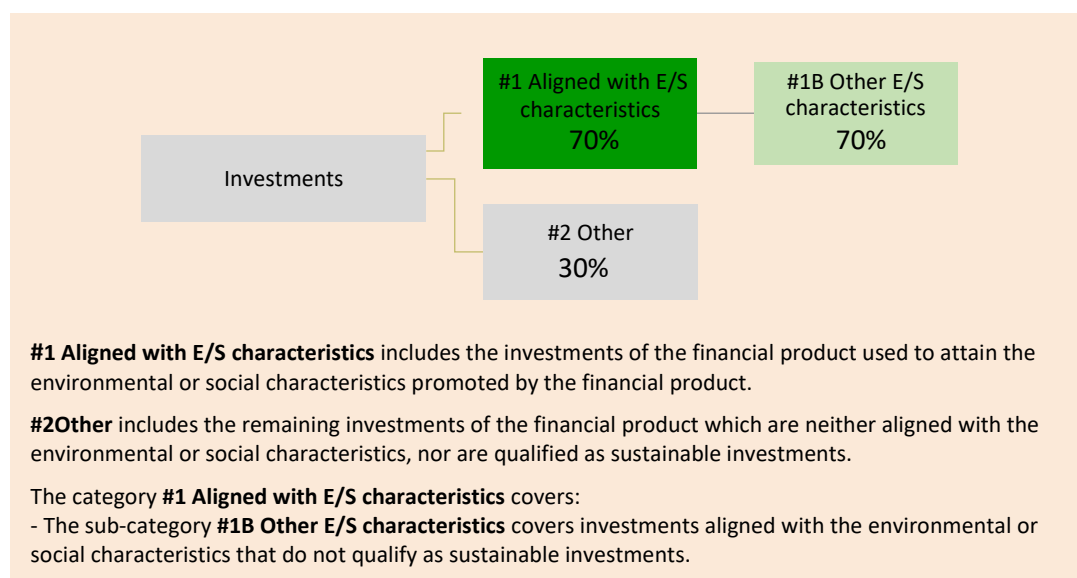 #1 Aligned with E/S
characteristics
70%
#1B Other E/S
characteristics
70%
Investments
#2 Other
30%
#1 Aligned with E/S characteristics includes the investments of the financial product used to attain the
environmental or social characteristics promoted by the financial product.
#2Other includes the remaining investments of the financial product which are neither aligned with the
environmental or social characteristics, nor are qualified as sustainable investments.
The category #1 Aligned with E/S characteristics covers:
- The sub-category #1B Other E/S characteristics covers investments aligned with the environmental or
social characteristics that do not qualify as sustainable investments.